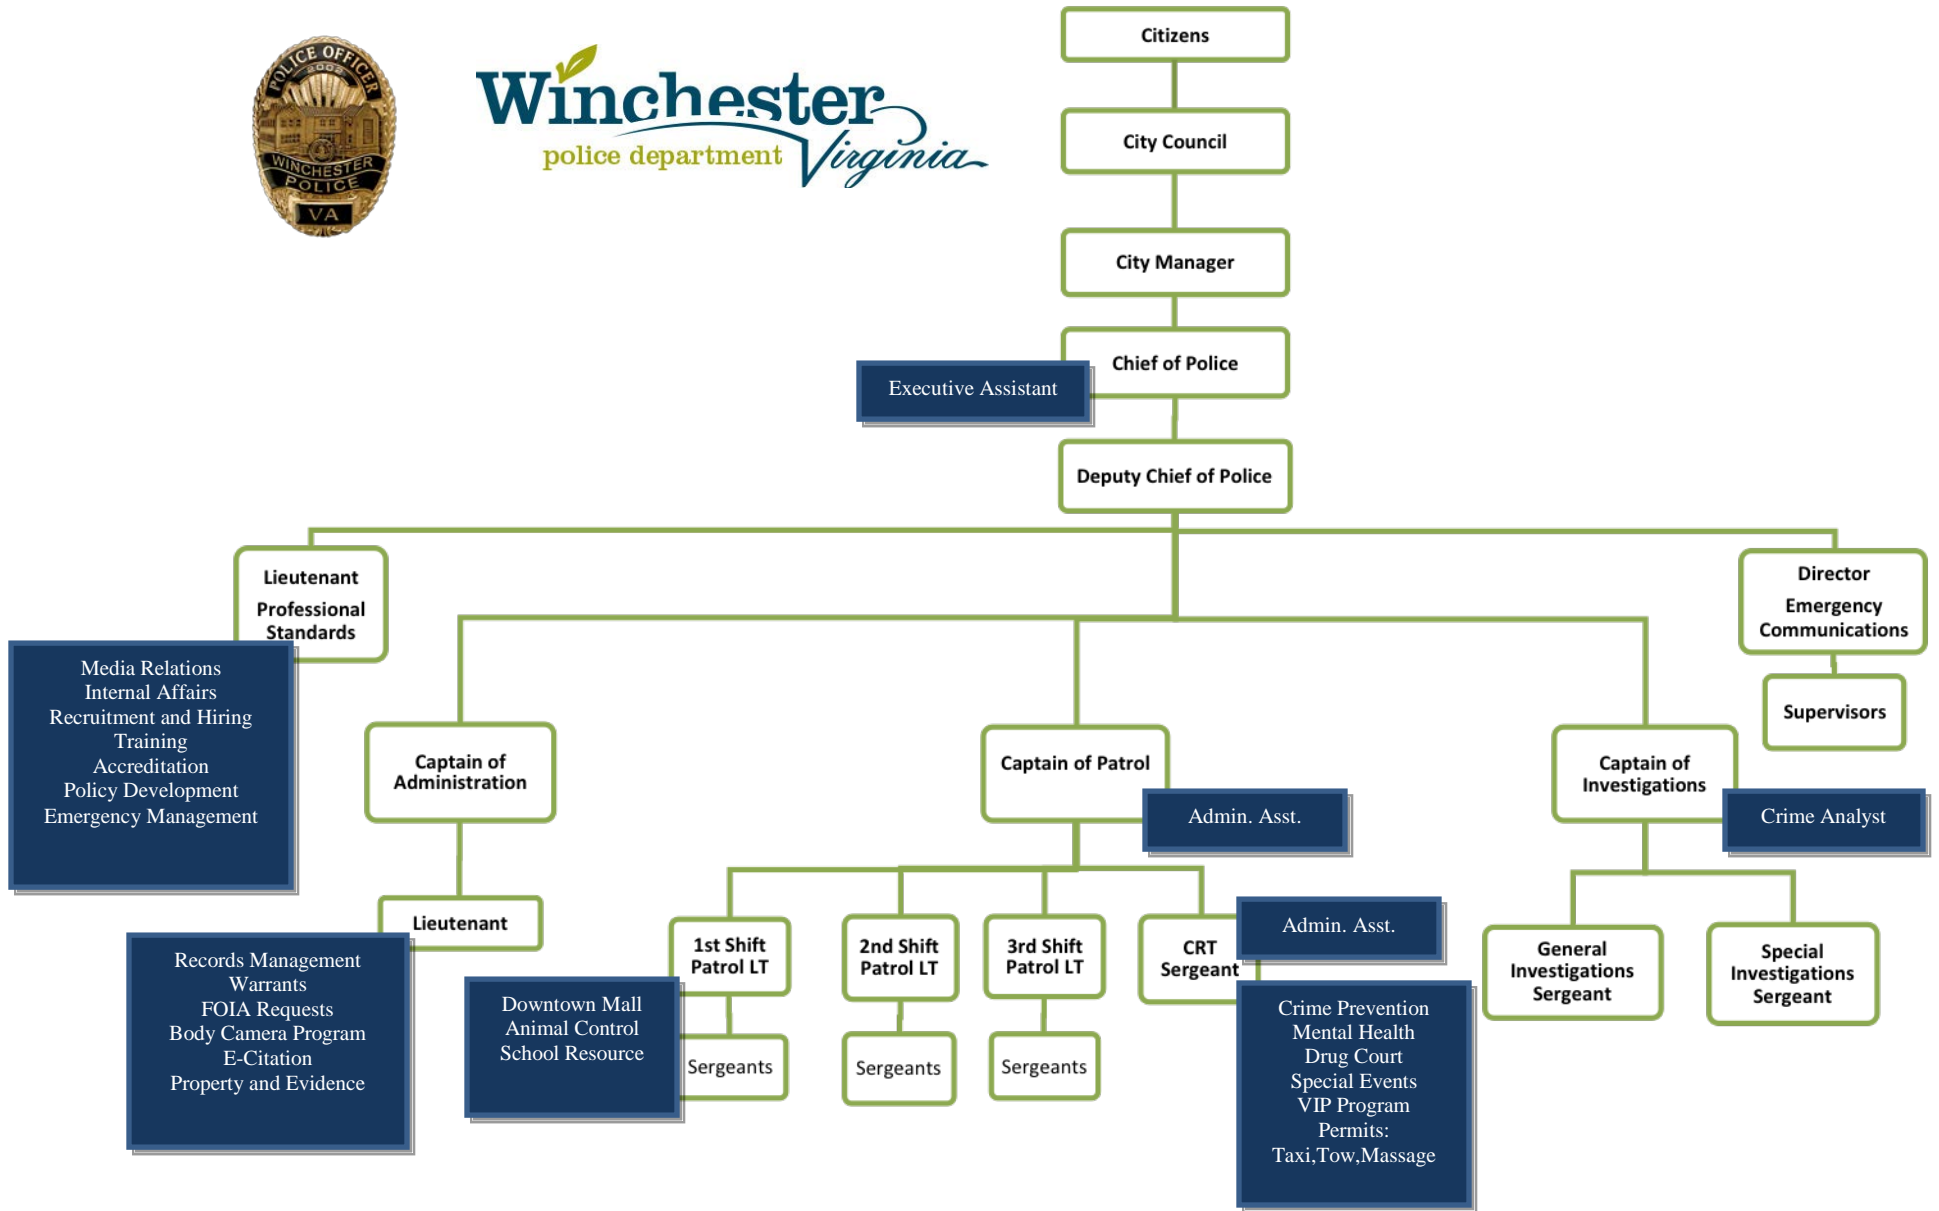 POLICE OFFICER
2002
WINCHESTER
POLICE
VA
Winchester
police department Virginia
Citizens
City Council
City Manager
Chief of Police
Executive Assistant
Deputy Chief of Police
Lieutenant
Professional
Standards
Media Relations
Internal Affairs
Recruitment and Hiring
Training
Accreditation
Policy Development
Emergency Management
Director
Emergency
Communications
Supervisors
Captain of
Administration
Lieutenant
Records Management
Warrants
FOIA Requests
Body Camera Program
E-Citation
Property and Evidence
Captain of Patrol
Admin. Asst.
1st Shift
Patrol LT
Downtown Mall
Animal Control
School Resource
Sergeants
2nd Shift
Patrol LT
Sergeants
3rd Shift
Patrol LT
Sergeants
CRT
Sergeant
Admin. Asst.
Crime Prevention
Mental Health
Drug Court
Special Events
VIP Program
Permits:
Taxi,Tow,Massage
Captain of
Investigations
Crime Analyst
General
Investigations
Sergeant
Special
Investigations
Sergeant